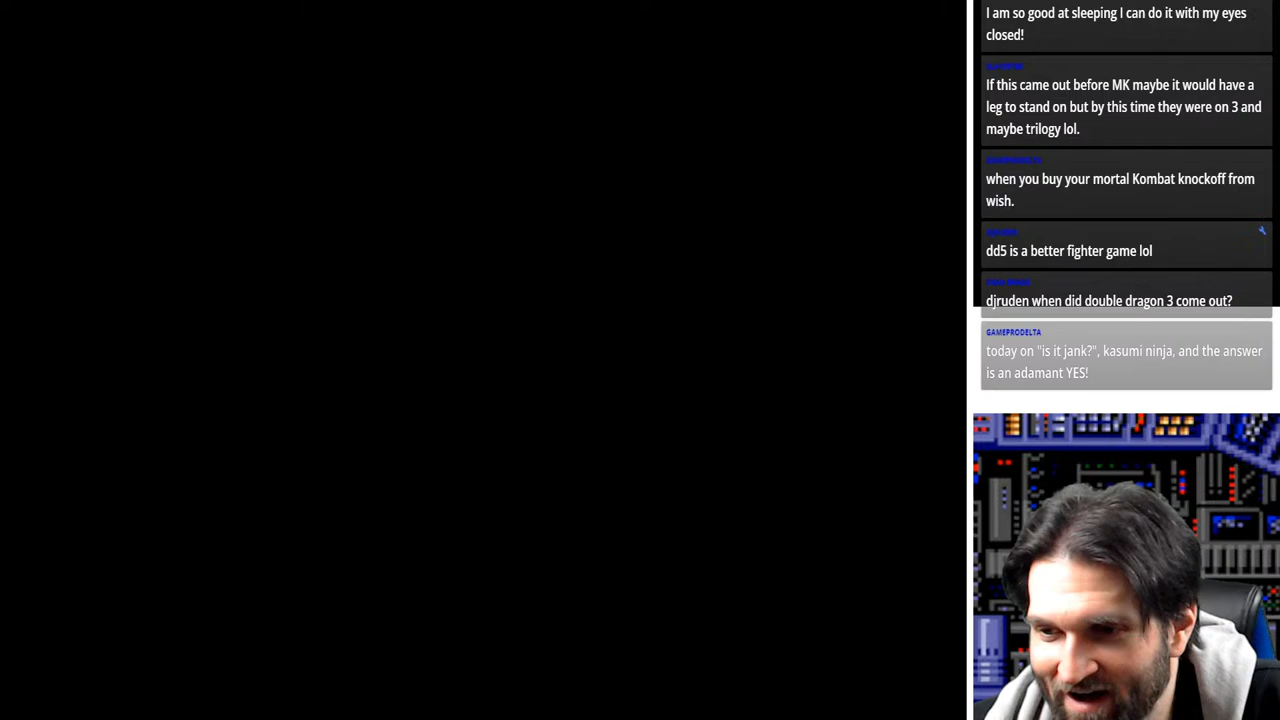 I am so good at sleeping I can do it with my eyes
closed!
If this came out before MK maybe it would have a
leg to stand on but by this time they were on 3 and
maybe trilogy lol.
when you buy your mortal Kombat knockoff from
wish.
dd5 is a better fighter game lol
djruden when did double dragon 3 come out?
GAMEPRODELTA
today on "is it jank?", kasumi ninja, and the answer
is an adamant YES!